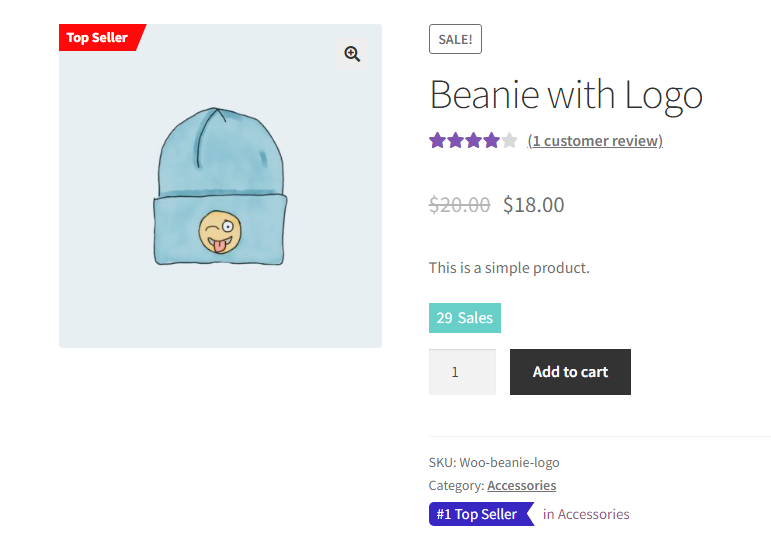 Top Seller
SALE!
Beanie with Logo
(1 customer review)
$20.00 $18.00
This is a simple product.
29 Sales
1
Add to cart
SKU: Woo-beanie-logo
Category: Accessories
#1 Top Seller in Accessories